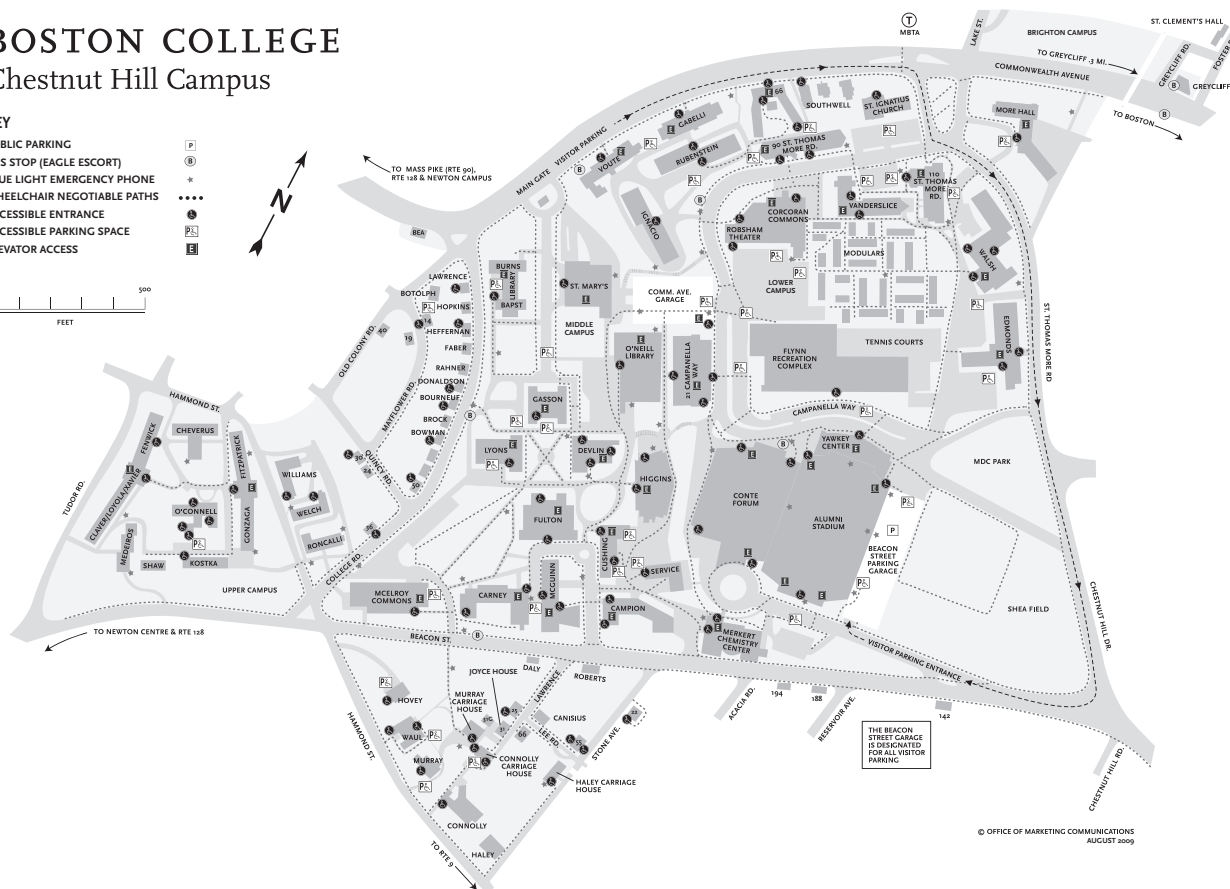 BOSTON COLLEGE
Chestnut Hill Campus
EY
BLIC PARKING
P
S STOP (EAGLE ESCORT)
B
UE LIGHT EMERGENCY PHONE
HEELCHAIR NEGOTIABLE PATHS
CESSIBLE ENTRANCE
CESSIBLE PARKING SPACE
P
EVATOR ACCESS
E
500
FEET
N
TO MASS PIKE (RTE 90),
RTE 128 & NEWTON CAMPUS
T
MBTA
LAKE ST.
BRIGHTON CAMPUS
ST. CLEMENT'S HALL
TO GREYCLIFF .3 MI.
COMMONWEALTH AVENUE
GREYCLIFF RD.
FOSTER
GREYCLIFF
TO BOSTON
VISITOR PARKING
MAIN GATE
VOUTE
GABELLI
66
SOUTHWELL
ST. IGNATIUS
CHURCH
MORE HALL
RUBENSTEIN
90 ST. THOMAS
MORE RD.
IGNACIO
110
ST. THOMAS
MORE
RD.
VANDERSLICE
CORCORAN
COMMONS
ROBSHAM
THEATER
MODULARS
WALSH
LOWER
CAMPUS
BEA
LAWRENCE
BOTOLPH
HOPKINS
14
HEFFERNAN
19
FABER
RAHNER
DONALDSON
BOURNEUF
BROCK
BOWMAN
OLD COLONY RD.
MAYFLOWER RD.
QUINCY RD.
BURNS
LIBRARY
BAPST
ST. MARY'S
MIDDLE
CAMPUS
COMM. AVE.
GARAGE
O'NEILL
LIBRARY
21 CAMPANELLA
WAY
FLYNN
RECREATION
COMPLEX
TENNIS COURTS
EDMONDS
ST. THOMAS MORE RD
CAMPANELLA WAY
GASSON
LYONS
DEVLIN
HIGGINS
FULTON
CUSHING
SERVICE
MCGUINN
CARNEY
CAMPION
MCELROY
COMMONS
YAWKEY
CENTER
CONTE
FORUM
ALUMNI
STADIUM
MDC PARK
P
BEACON
STREET
PARKING
GARAGE
SHEA FIELD
CHESTNUT HILL DR.
MERKERT
CHEMISTRY
CENTER
VISITOR PARKING ENTRANCE
HAMMOND ST.
TUDOR RD.
CHEVERUS
FENWICK
CLAVER/LOYOLA/XAVIER
FITZPATRICK
GONZAGA
O'CONNELL
MEDEIROS
SHAW
KOSTKA
WILLIAMS
WELCH
RONCALLI
COLLEGE RD.
UPPER CAMPUS
TO NEWTON CENTRE & RTE 128
BEACON ST.
HAMMOND ST.
HOVEY
WAUL
MURRAY
JOYCE HOUSE
MURRAY
CARRIAGE
HOUSE
DALY
ROBERTS
LAWRENCE
25
31
66
CANISIUS
LEE RD.
55
22
STONE AVE.
CONNOLLY
CARRIAGE
HOUSE
HALEY CARRIAGE
HOUSE
CONNOLLY
HALEY
TO RTE 9
ACACIA RD.
194
188
RESERVOIR AVE.
142
THE BEACON
STREET GARAGE
IS DESIGNATED
FOR ALL VISITOR
PARKING
CHESTNUT HILL RD.
© OFFICE OF MARKETING COMMUNICATIONS
AUGUST 2009